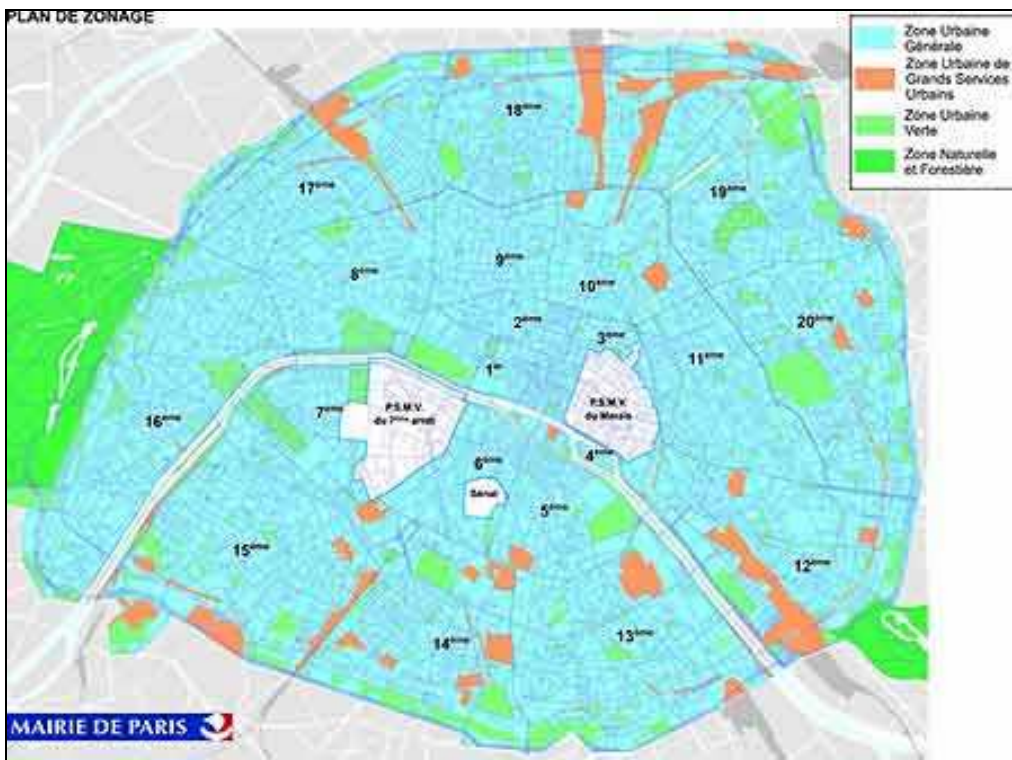 PLAN DE ZONAGE
Zone Urbaine
Générale
Zone Urbaine de
Grands Services
Urbains
Zone Urbaine
Verte
Zone Naturelle
et Forestière
18ème
17ème
19ème
9ème
8ème
10ème
2ème
3ème
20ème
11ème
1er
P.S.M.V.
du 7ème arrdt
P.S.M.V.
du Marais
7ème
16ème
4ème
6ème
Sénat
5ème
15ème
12ème
14ème
13ème
MAIRIE DE PARIS